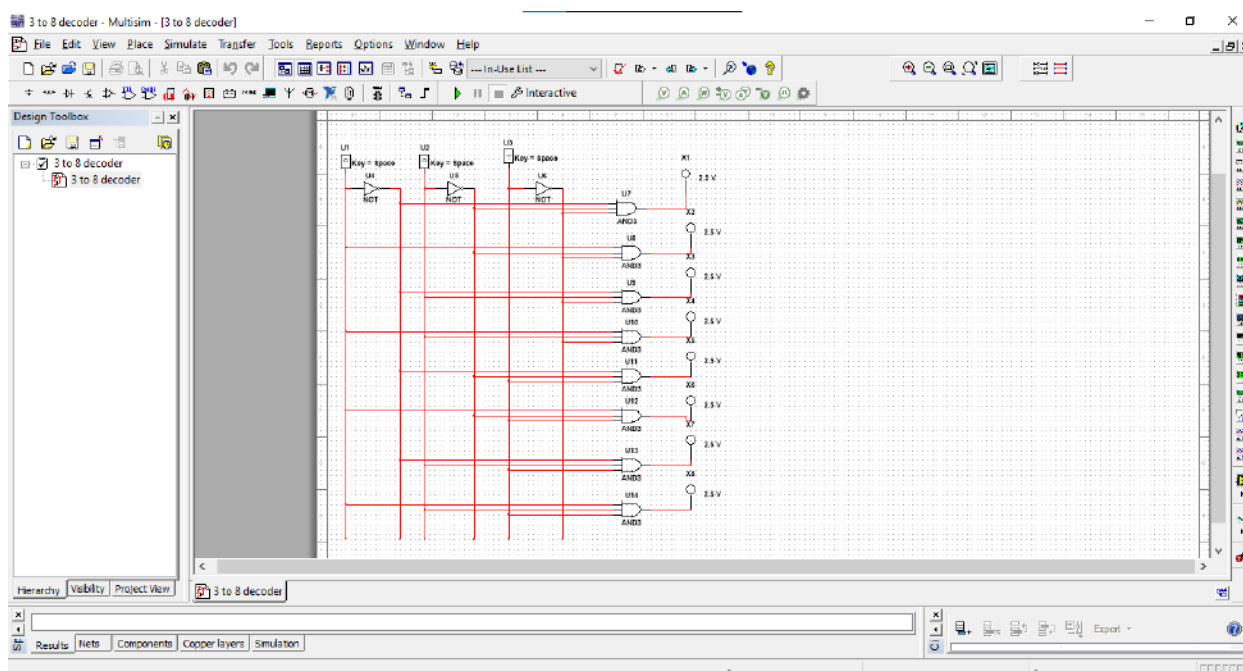 3 to 8 decoder - Multisim - [3 to 8 decoder]
File Edit View Place Simulate Transfer Tools Reports Options Window Help
--- In-Use List ---
Interactive
Design Toolbox
3 to 8 decoder
3 to 8 decoder
U1 U2 U3
Key = Space Key = Space Key = Space
U4 U5 U6
NOT NOT NOT
X1
2.5 V
U7
AND3
X2
2.5 V
U8
AND3
X3
2.5 V
U9
AND3
X4
2.5 V
U10
AND3
X5
2.5 V
U11
AND3
X6
2.5 V
U12
AND3
X7
2.5 V
U13
AND3
X8
2.5 V
U14
AND3
Hierarchy Visibility Project View
3 to 8 decoder
Results Nets Components Copper layers Simulation
Export